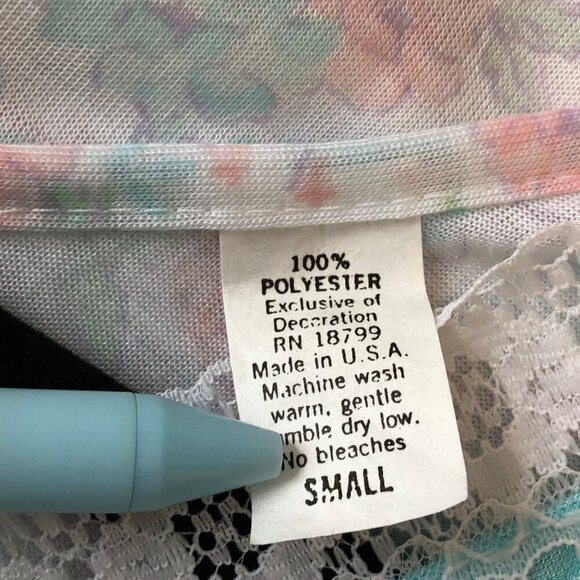 100%
POLYESTER
Exclusive of
Decoration
RN 18799
Made in U.S.A.
Machine wash
warm, gentle
umble dry low.
No bleaches
SMALL